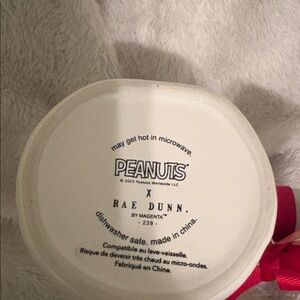 may get hot in microwave.
PEANUTS
© 2023 Peanuts Worldwide LLC
X
RAE DUNN.
BY MAGENTA™
- 239 -
dishwasher safe, made in china.
Compatible au lave-vaisselle.
Risque de devenir très chaud au micro-ondes.
Fabriqué en Chine.